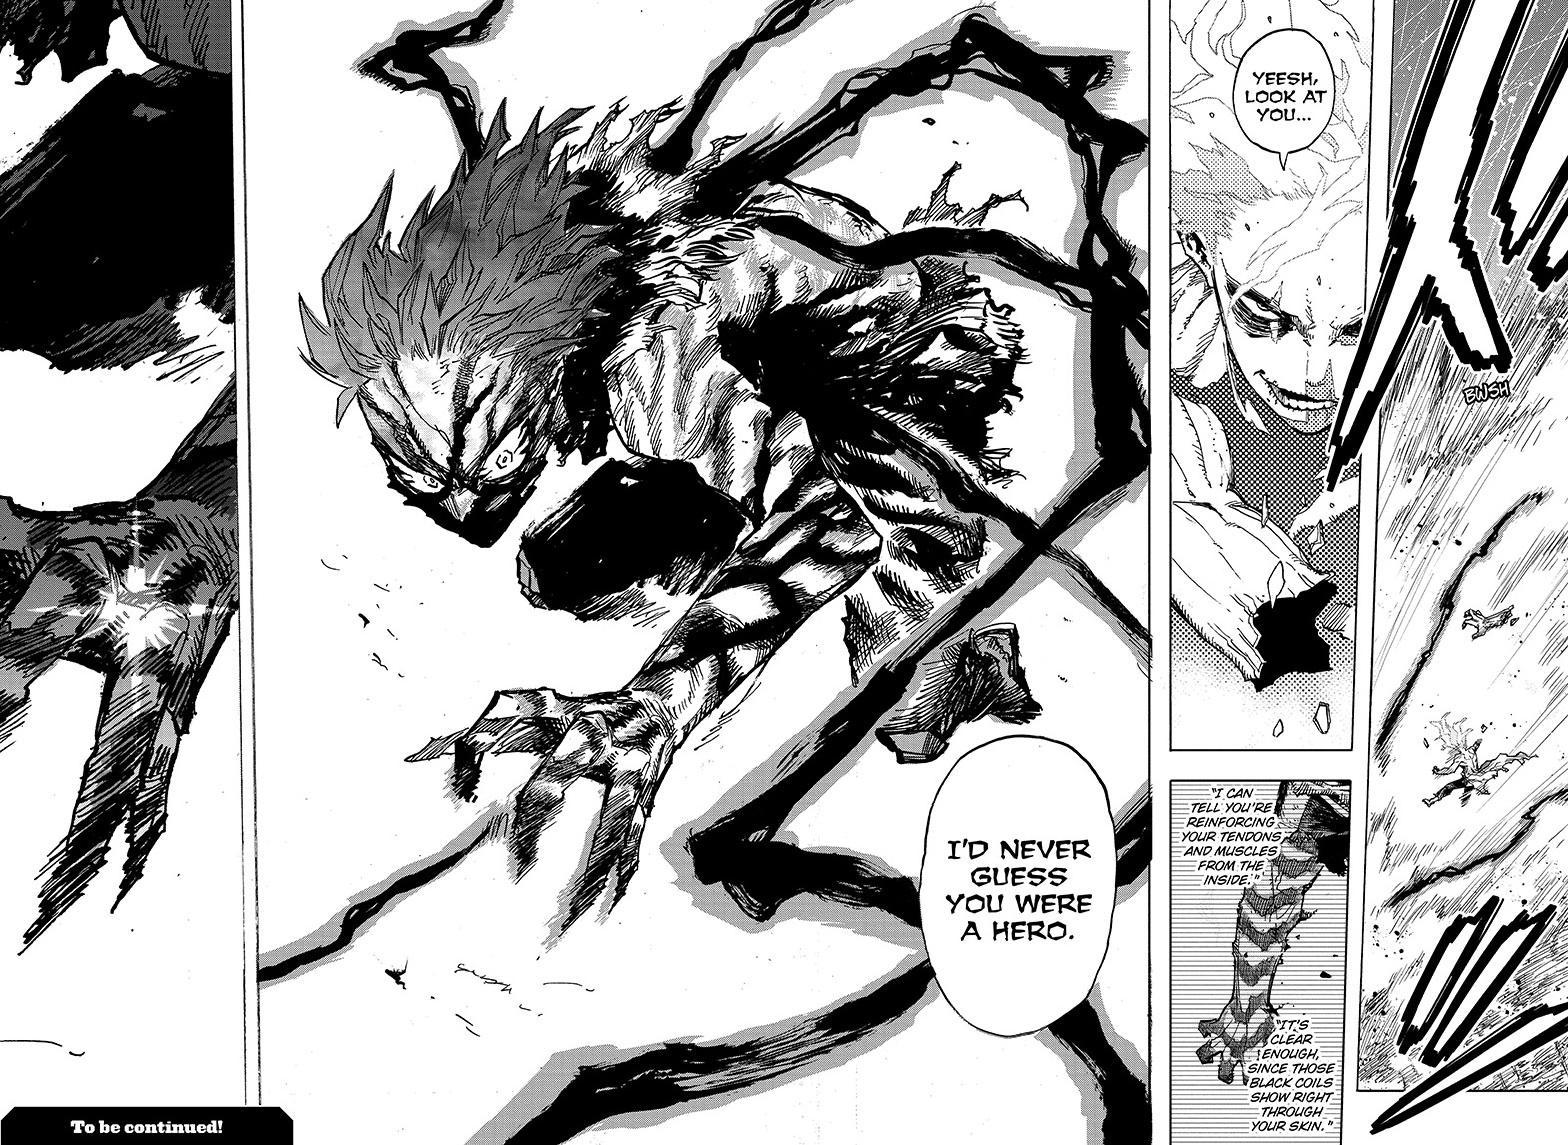 BWSH
YEESH,
LOOK AT
YOU...
"I CAN
TELL YOU'RE
REINFORCING
YOUR TENDONS
AND MUSCLES
FROM THE
INSIDE."
"IT'S
CLEAR
ENOUGH,
SINCE THOSE
BLACK COILS
SHOW RIGHT
THROUGH
YOUR SKIN."
I'D NEVER
GUESS
YOU WERE
A HERO.
To be continued!